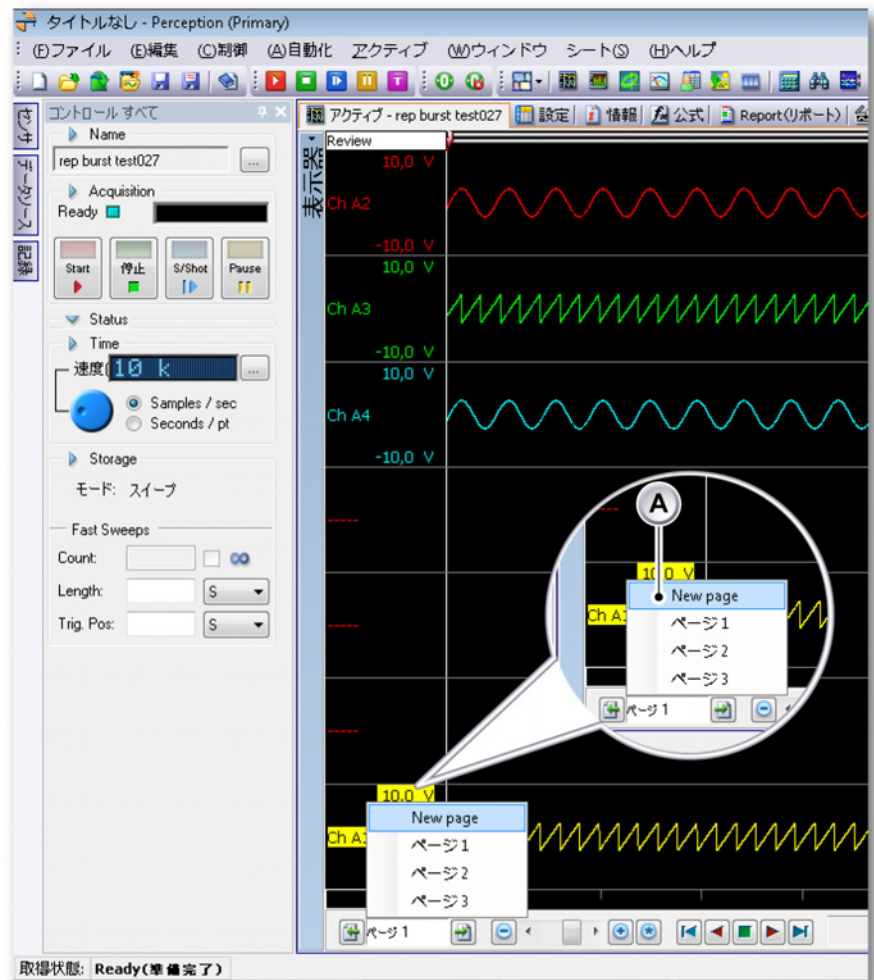 タイトルなし - Perception (Primary)
(F)ファイル (E)編集 (C)制御 (A)自動化 アクティブ (W)ウィンドウ シート(S) (H)ヘルプ
センサ
データソース
記録
コントロール すべて
Name
rep burst test027
...
Acquisition
Ready
Start 停止 S/Shot Pause
Status
Time
速度( 10 k ...
Samples / sec
Seconds / pt
Storage
モード: スイープ
Fast Sweeps
Count:
Length: S
Trig. Pos: S
アクティブ - rep burst test027 設定 情報 公式 Report(リポート)
表示器
Review
10,0 V
Ch A2
-10,0 V
10,0 V
Ch A3
-10,0 V
10,0 V
Ch A4
-10,0 V
A
10,0 V
New page
Ch A1
ページ1
ページ2
ページ3
ページ 1
10,0 V
New page
Ch A1
ページ1
ページ2
ページ3
ページ 1
取得状態: Ready(準備完了)